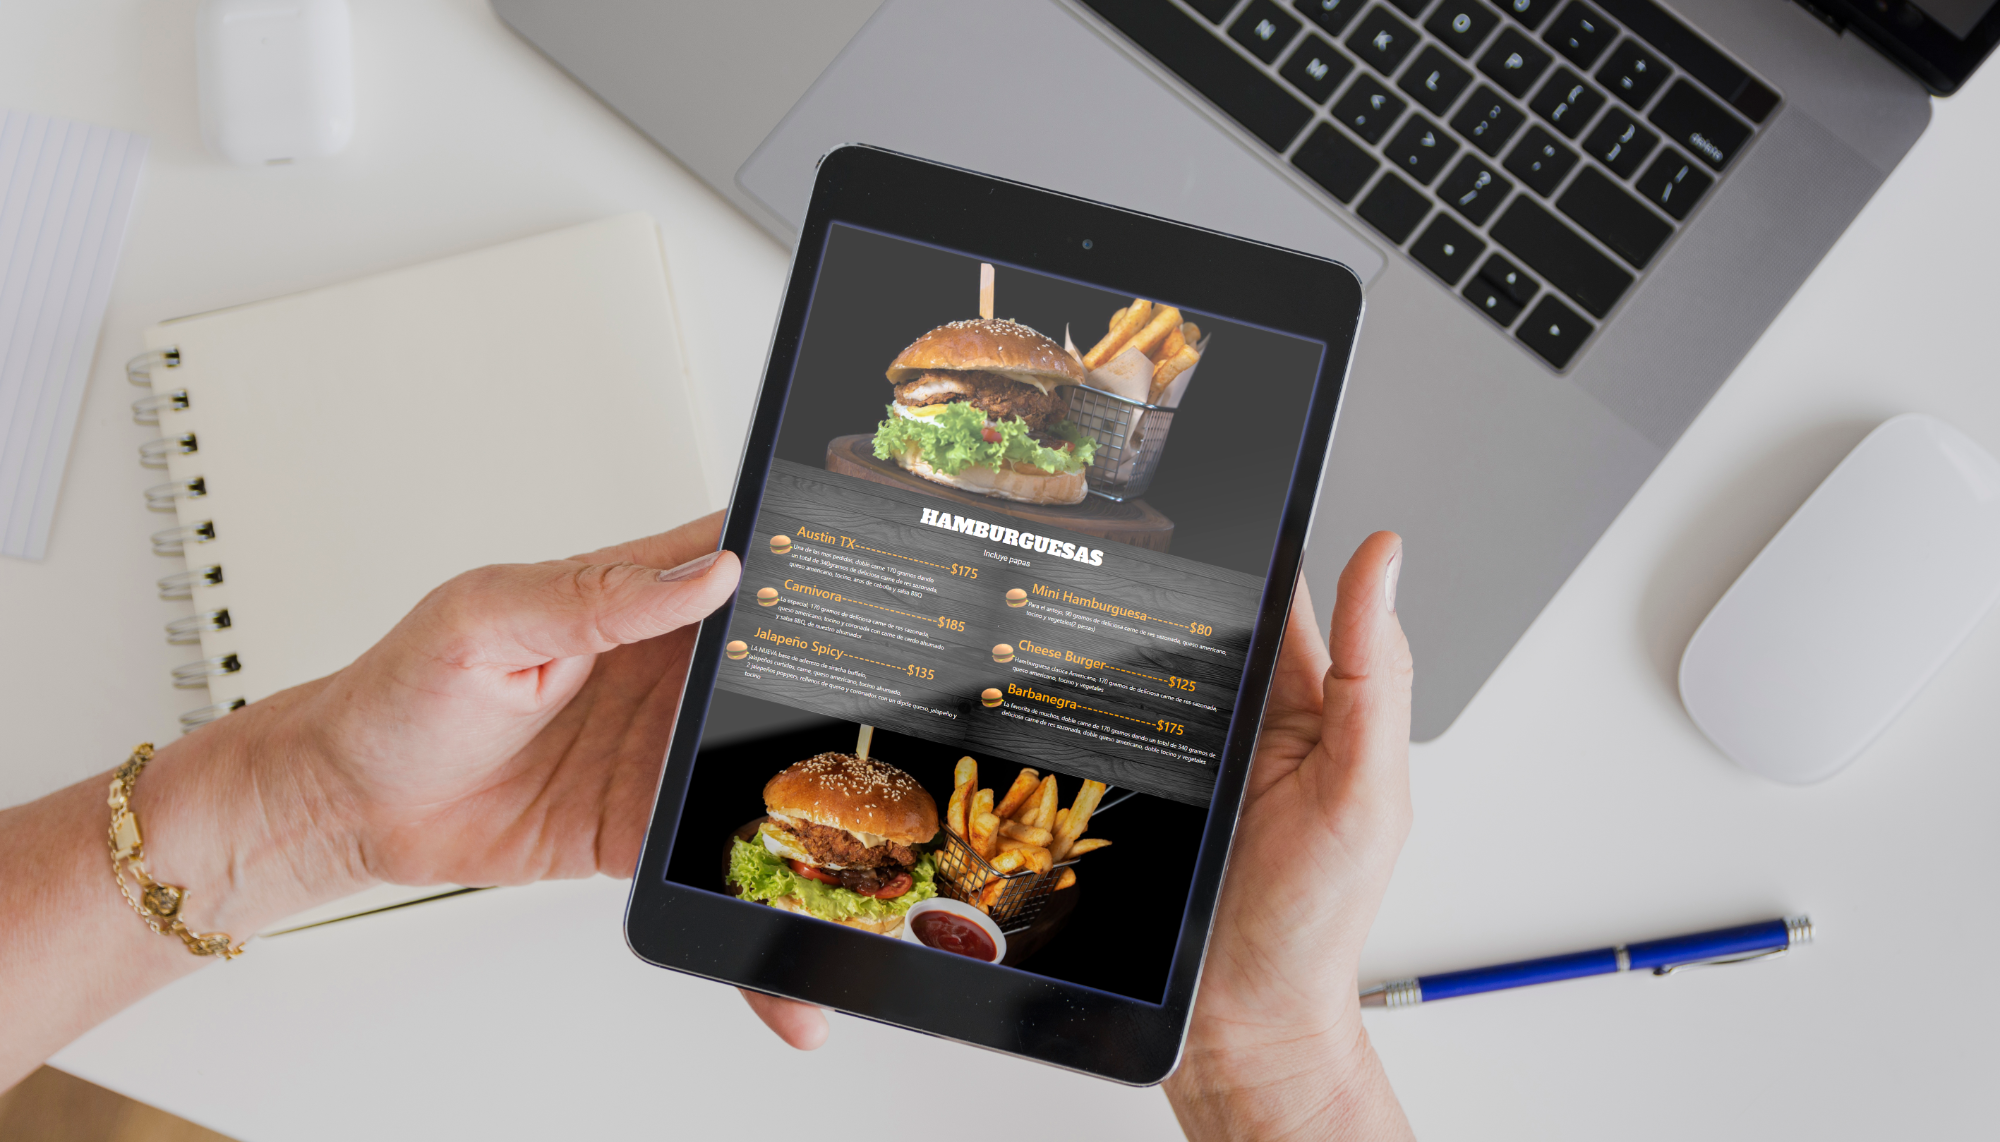 HAMBURGUESAS
Incluye papas
Austin TX---------------------$175
Una de las mas pedidas, doble carne 170 gramos dando
un total de 340gramos de deliciosa carne de res sazonada,
queso americano, tocino, aros de cebolla y salsa BBQ
Carnivora---------------------$185
La especial, 170 gramos de deliciosa carne de res sazonada,
queso americano, tocino y coronada con carne de cerdo ahumado
y salsa BBQ, de nuestro ahumador
Jalapeño Spicy--------------$135
LA NUEVA base de aderezo de siracha buffalo,
jalapeños curtidos, carne, queso americano, tocino ahumado,
2 jalapeños poppers, rellenos de queso y coronados con un dipite queso, jalapeño y
tocino
Mini Hamburguesa---------$80
Para el antojo, 90 gramos de deliciosa carne de res sazonada, queso americano,
tocino y vegetales(2 piezas)
Cheese Burger--------------$125
Hamburguesa clasica Americana, 170 gramos de deliciosa carne de res sazonada,
queso americano, tocino y vegetales
Barbanegra-----------------$175
La favorita de muchos, doble carne de 170 gramos dando un total de 340 gramos de
deliciosa carne de res sazonada, doble queso americano, doble tocino y vegetales
N J K O P
M L
delete